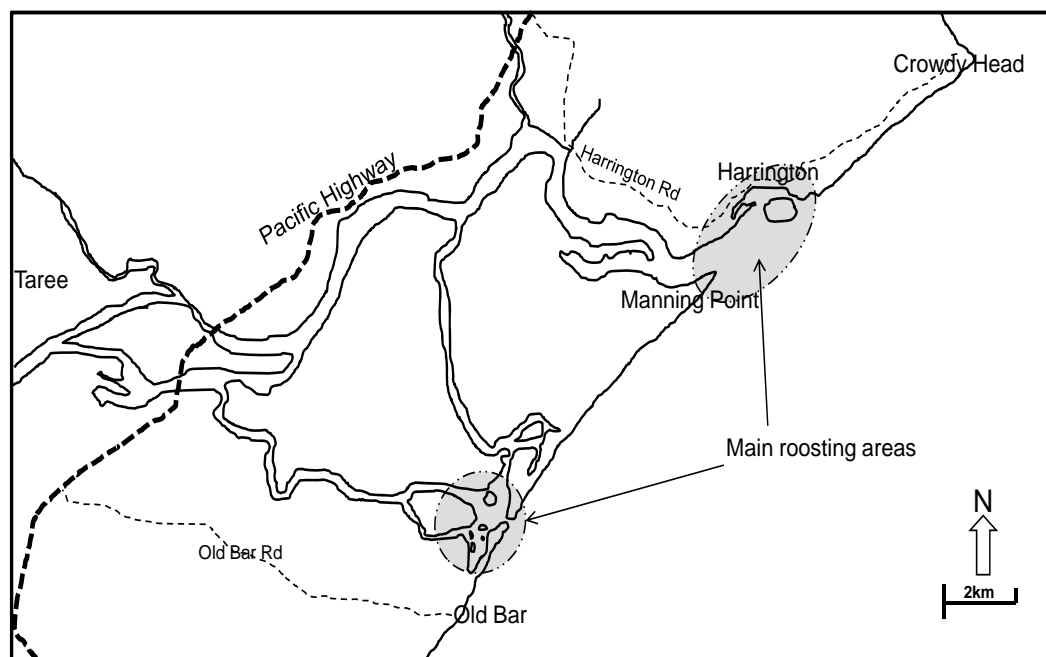 Crowdy Head
Harrington Rd
Harrington
Pacific Highway
Taree
Manning Point
Main roosting areas
N
Old Bar Rd
2km
Old Bar